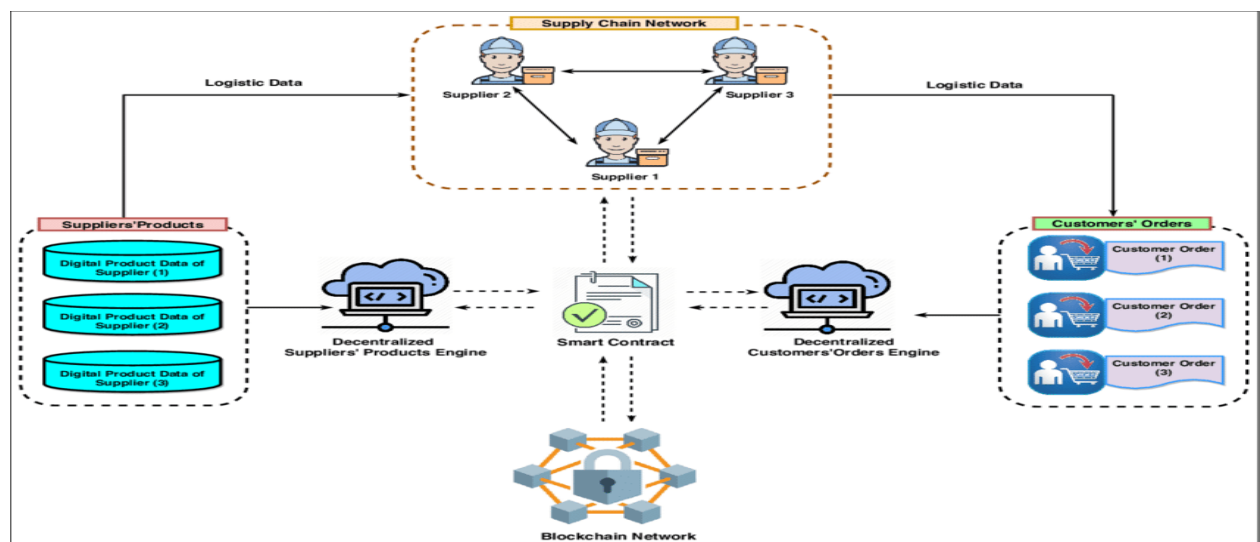 Supply Chain Network
Logistic Data
Supplier 2
Supplier 3
Logistic Data
Supplier 1
Suppliers'Products
Digital Product Data of
Supplier (1)
Digital Product Data of
Supplier (2)
Digital Product Data of
Supplier (3)
Decentralized
Suppliers' Products Engine
Smart Contract
Decentralized
Customers'Orders Engine
Customers' Orders
Customer Order
(1)
Customer Order
(2)
Customer Order
(3)
Blockchain Network